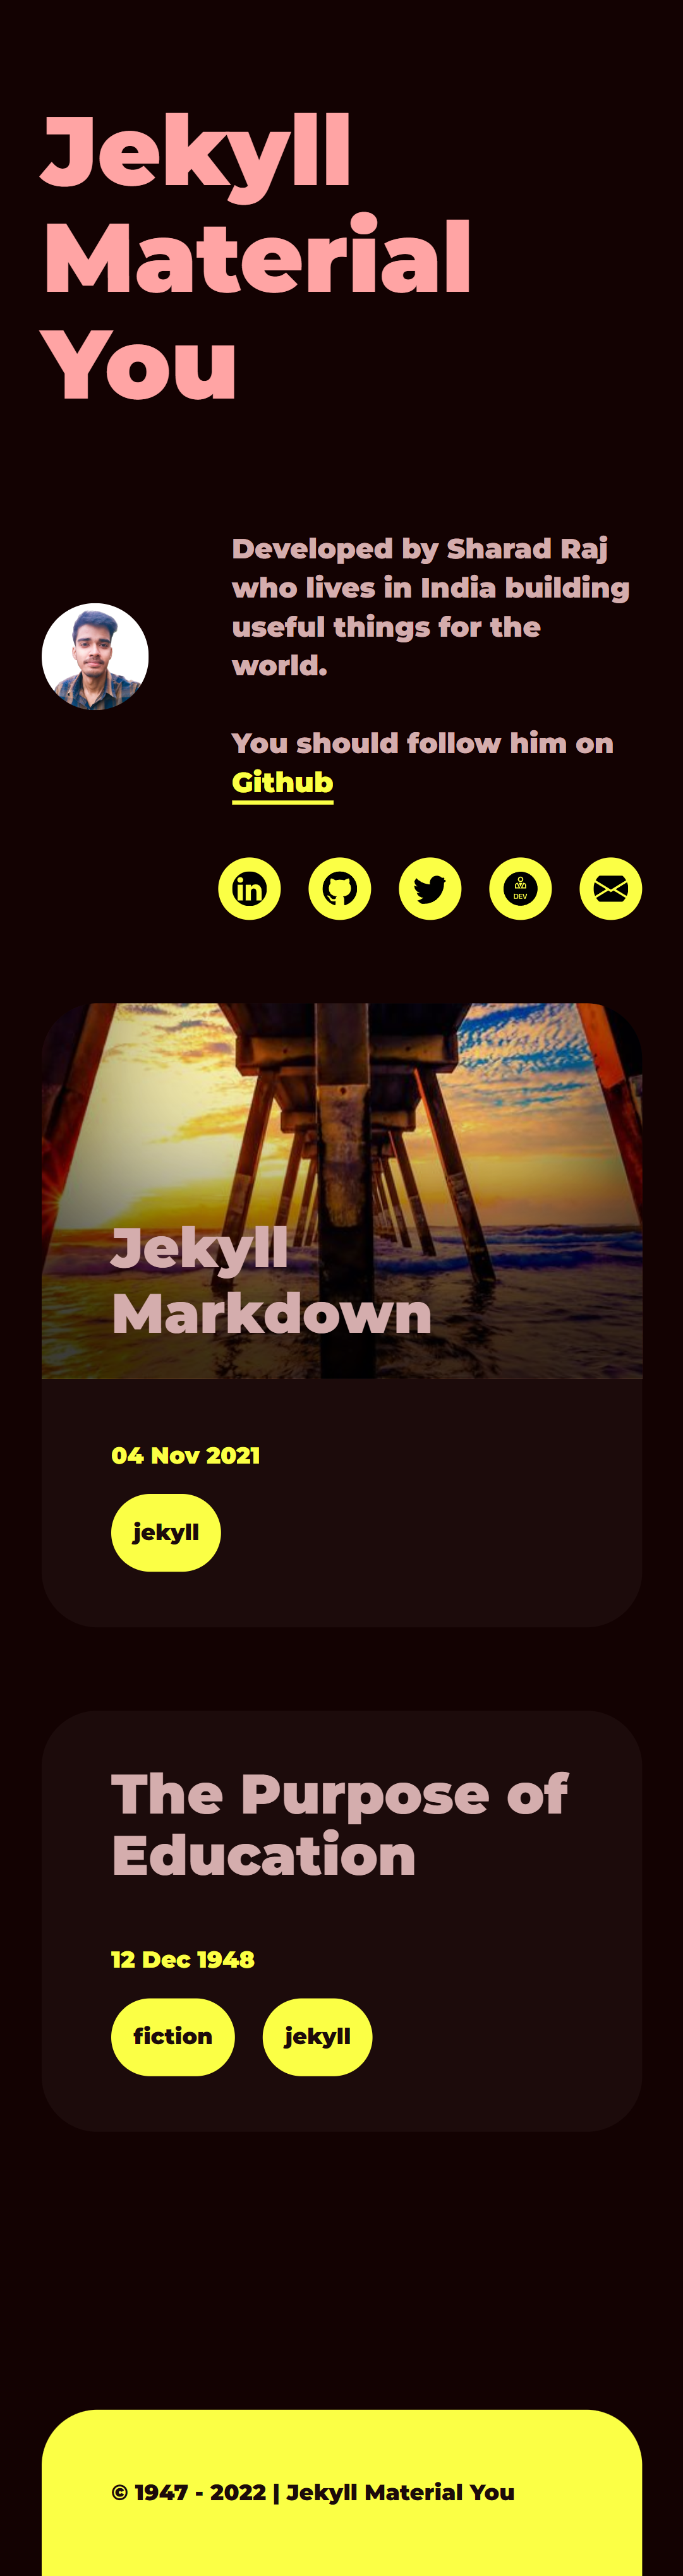 Jekyll
Material
You
Developed by Sharad Raj
who lives in India building
useful things for the
world.
You should follow him on
Github
in
DEV
Jekyll
Markdown
04 Nov 2021
jekyll
The Purpose of
Education
12 Dec 1948
fiction jekyll
© 1947 - 2022 | Jekyll Material You